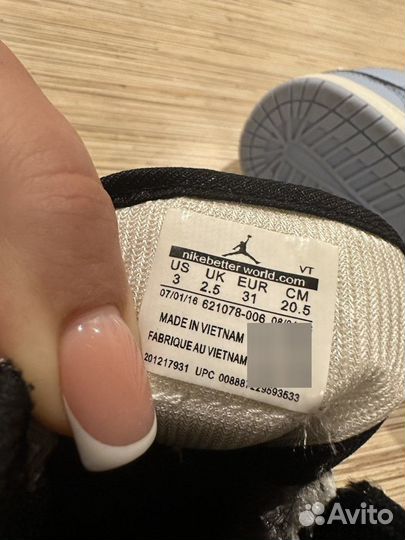 VT
nikebetterworld.com
US UK EUR CM
3 2.5 31 20.5
07/01/16 621078-006
MADE IN VIETNAM
FABRIQUE AU VIETNAM
201217931 UPC
Avito